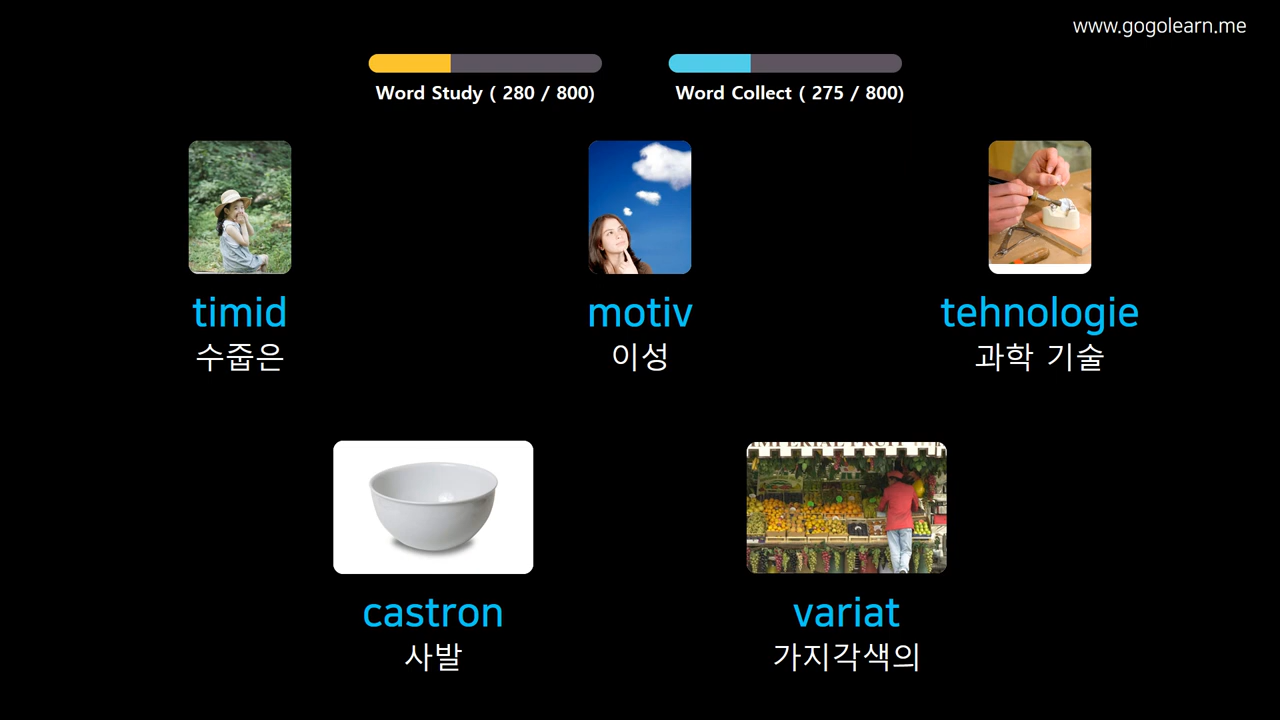 www.gogolearn.me
Word Study ( 280 / 800)
Word Collect ( 275 / 800)
timid
수줍은
motiv
이성
tehnologie
과학 기술
castron
사발
variat
가지각색의